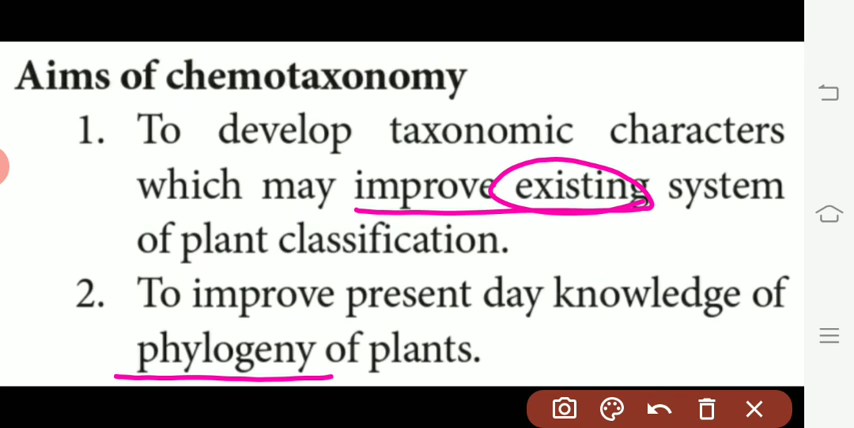 Aims of chemotaxonomy
1. To develop taxonomic characters
which may improve existing system
of plant classification.
2. To improve present day knowledge of
phylogeny of plants.